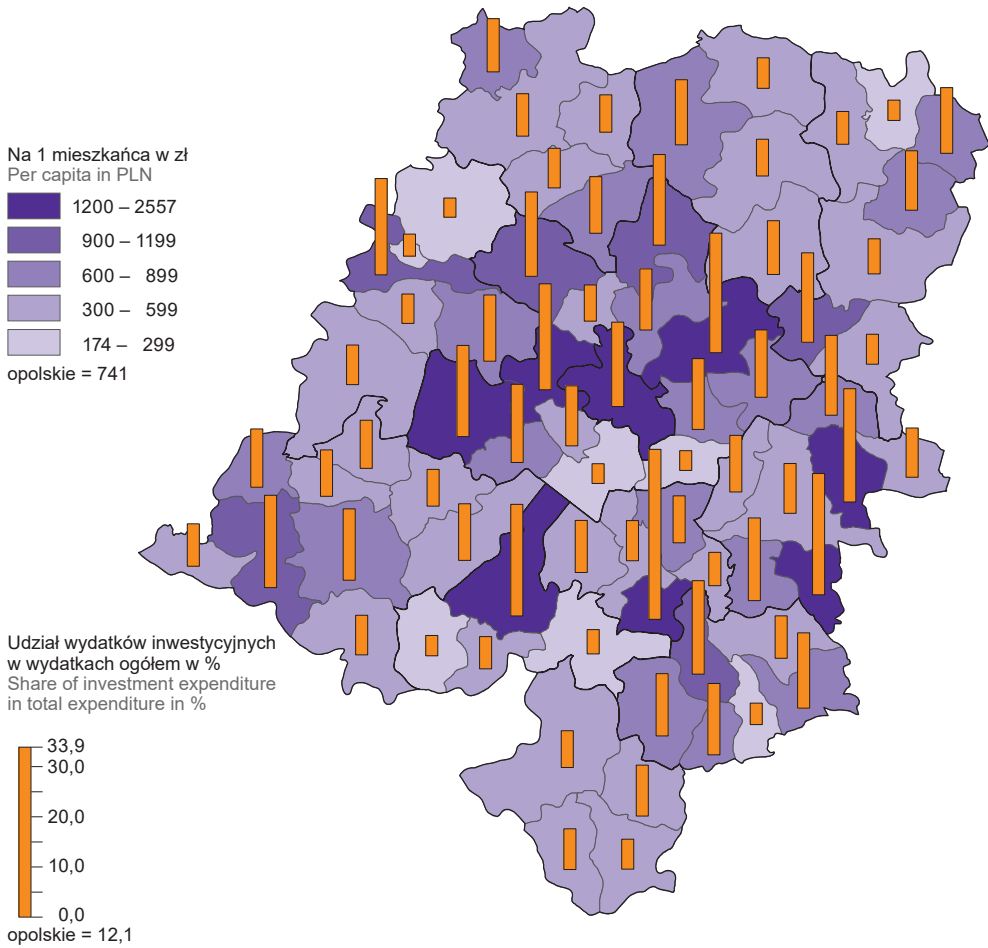 Na 1 mieszkańca w zł
Per capita in PLN
1200 – 2557
900 – 1199
600 – 899
300 – 599
174 – 299
opolskie = 741
Udział wydatków inwestycyjnych
w wydatkach ogółem w %
Share of investment expenditure
in total expenditure in %
33,9
30,0
20,0
10,0
0,0
opolskie = 12,1